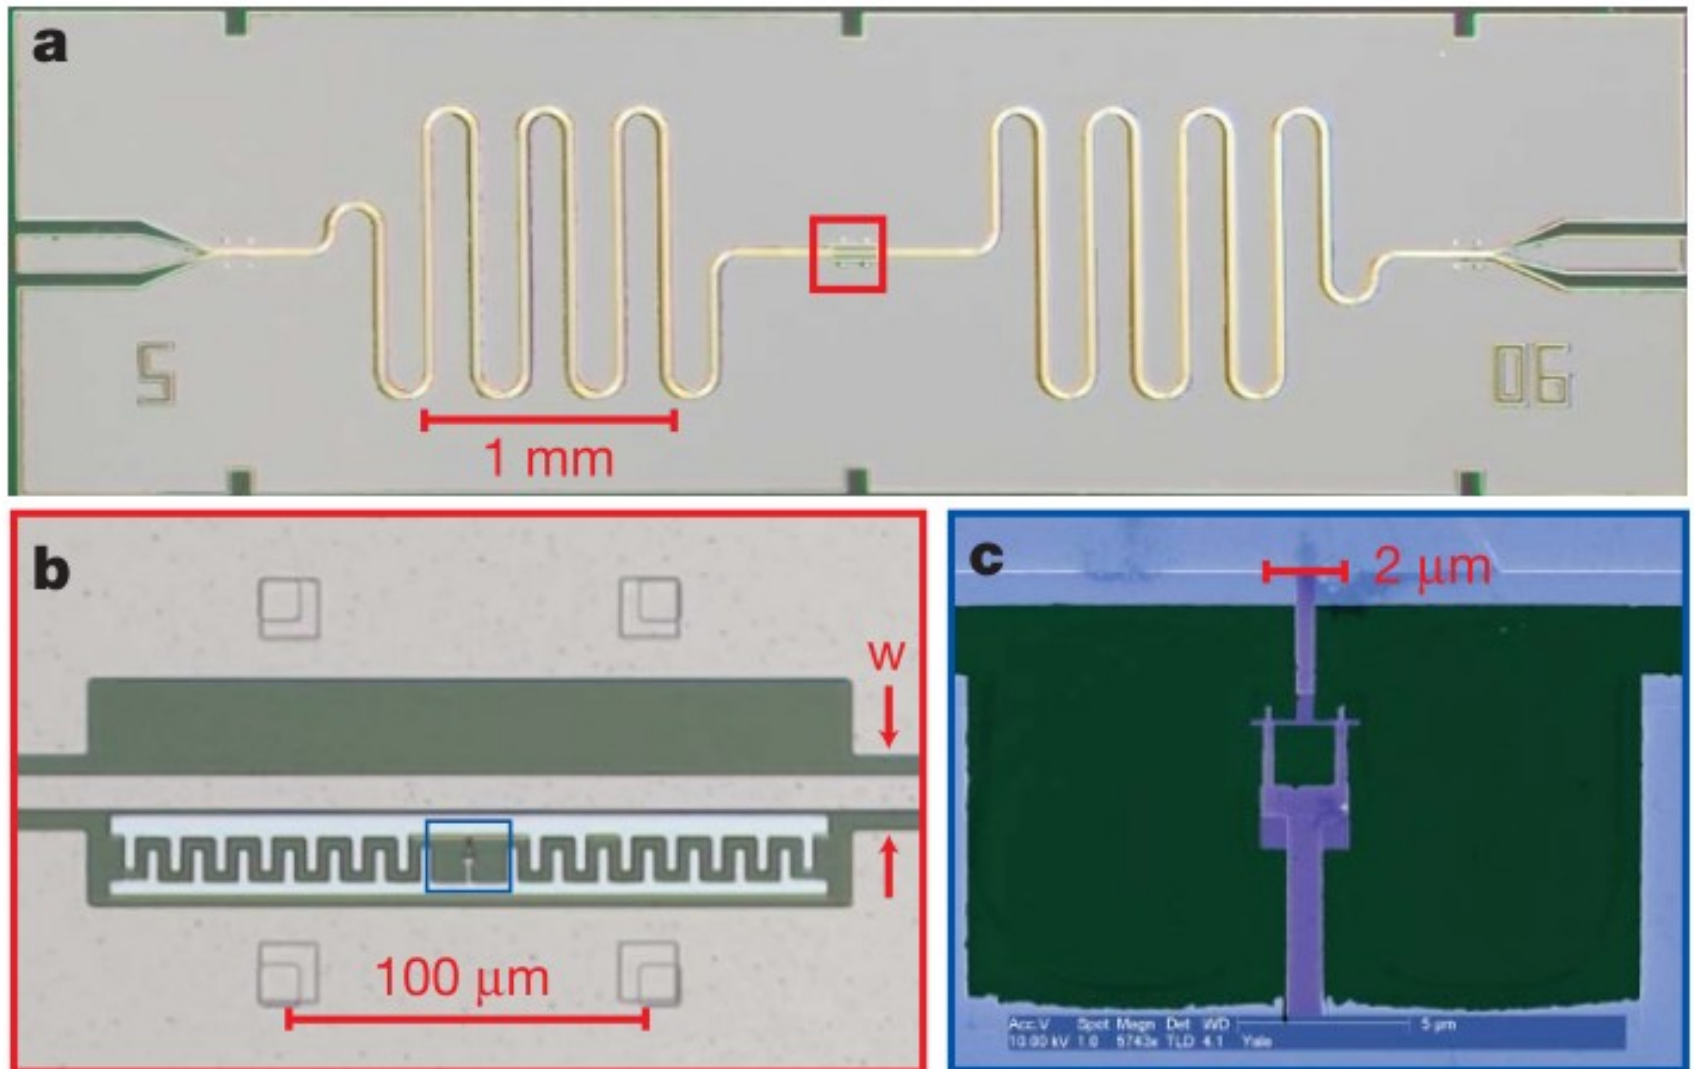 a
5
06
1 mm
b
w
100 μm
c
2 μm
Acc.V Spot Magn Det WD 5 μm
10.00 kV 1.0 5743x TLD 4.1 Yale